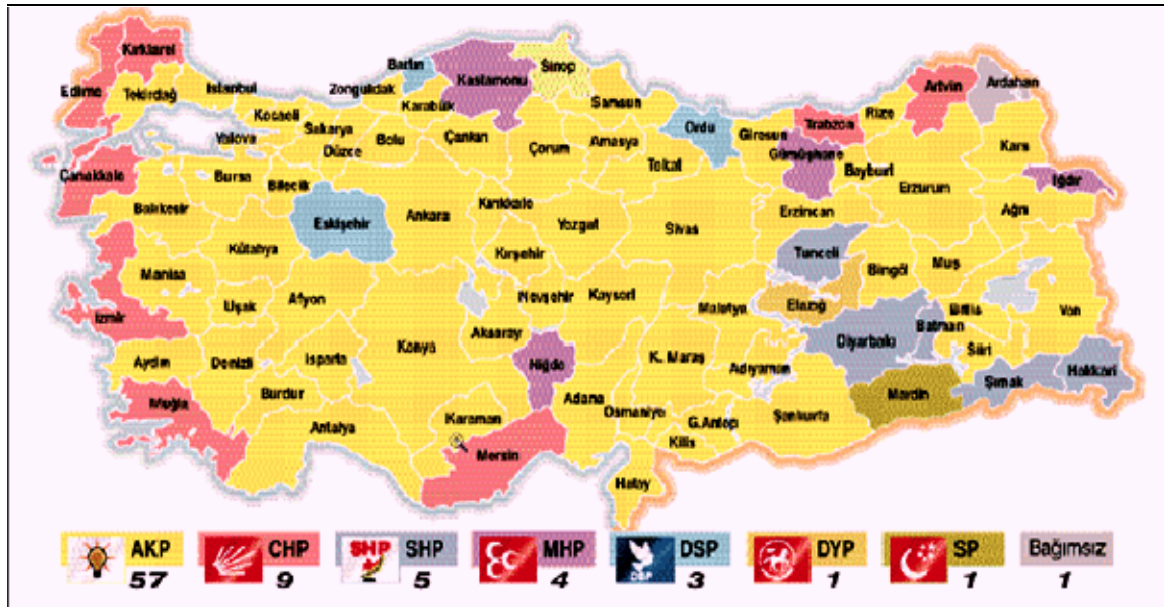 Kırklareli
Edirne
Tekirdağ
İstanbul
Kocaeli
Yalova
Sakarya
Düzce
Bolu
Zonguldak
Bartın
Karabük
Kastamonu
Sinop
Çankırı
Samsun
Çorum
Amasya
Tokat
Ordu
Giresun
Trabzon
Gümüşhane
Rize
Bayburt
Artvin
Ardahan
Kars
Iğdır
Ağrı
Erzurum
Erzincan
Çanakkale
Balıkesir
Bursa
Bilecik
Eskişehir
Kütahya
Ankara
Kırıkkale
Kırşehir
Yozgat
Sivas
Tunceli
Bingöl
Muş
Elazığ
Bitlis
Van
Manisa
İzmir
Uşak
Afyon
Nevşehir
Kayseri
Malatya
Diyarbakır
Batman
Siirt
Aksaray
Konya
Niğde
K. Maraş
Adıyaman
Mardin
Şırnak
Hakkari
Aydın
Denizli
Isparta
Burdur
Muğla
Antalya
Karaman
Mersin
Adana
Osmaniye
G.Antep
Kilis
Şanlıurfa
Hatay
AKP 57
CHP 9
SHP SHP 5
MHP 4
DSP DSP 3
DYP 1
SP 1
Bağımsız 1